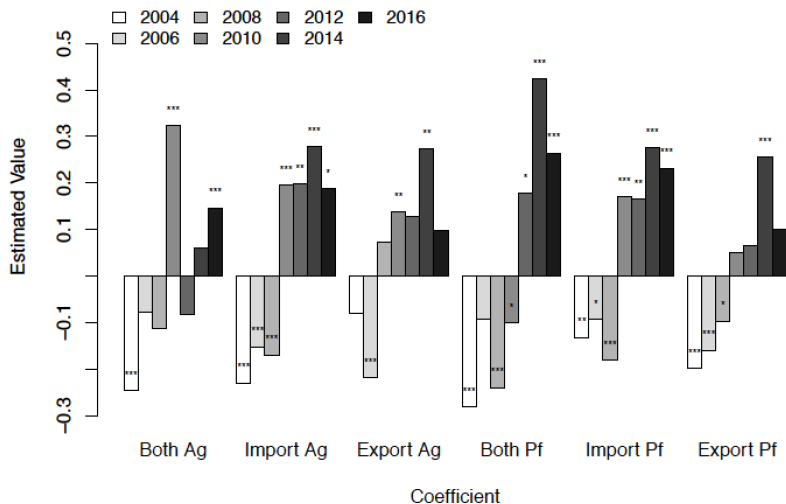 2004 2008 2012 2016
2006 2010 2014
0.5
0.4
0.3
0.2
0.1
−0.1
−0.3
Estimated Value
*** *** *** * *** ** *** *** *** ** ** *** *** * * *** *** *** ** * *** *** ** *** *** *** *** * ***
Both Ag Import Ag Export Ag Both Pf Import Pf Export Pf
Coefficient